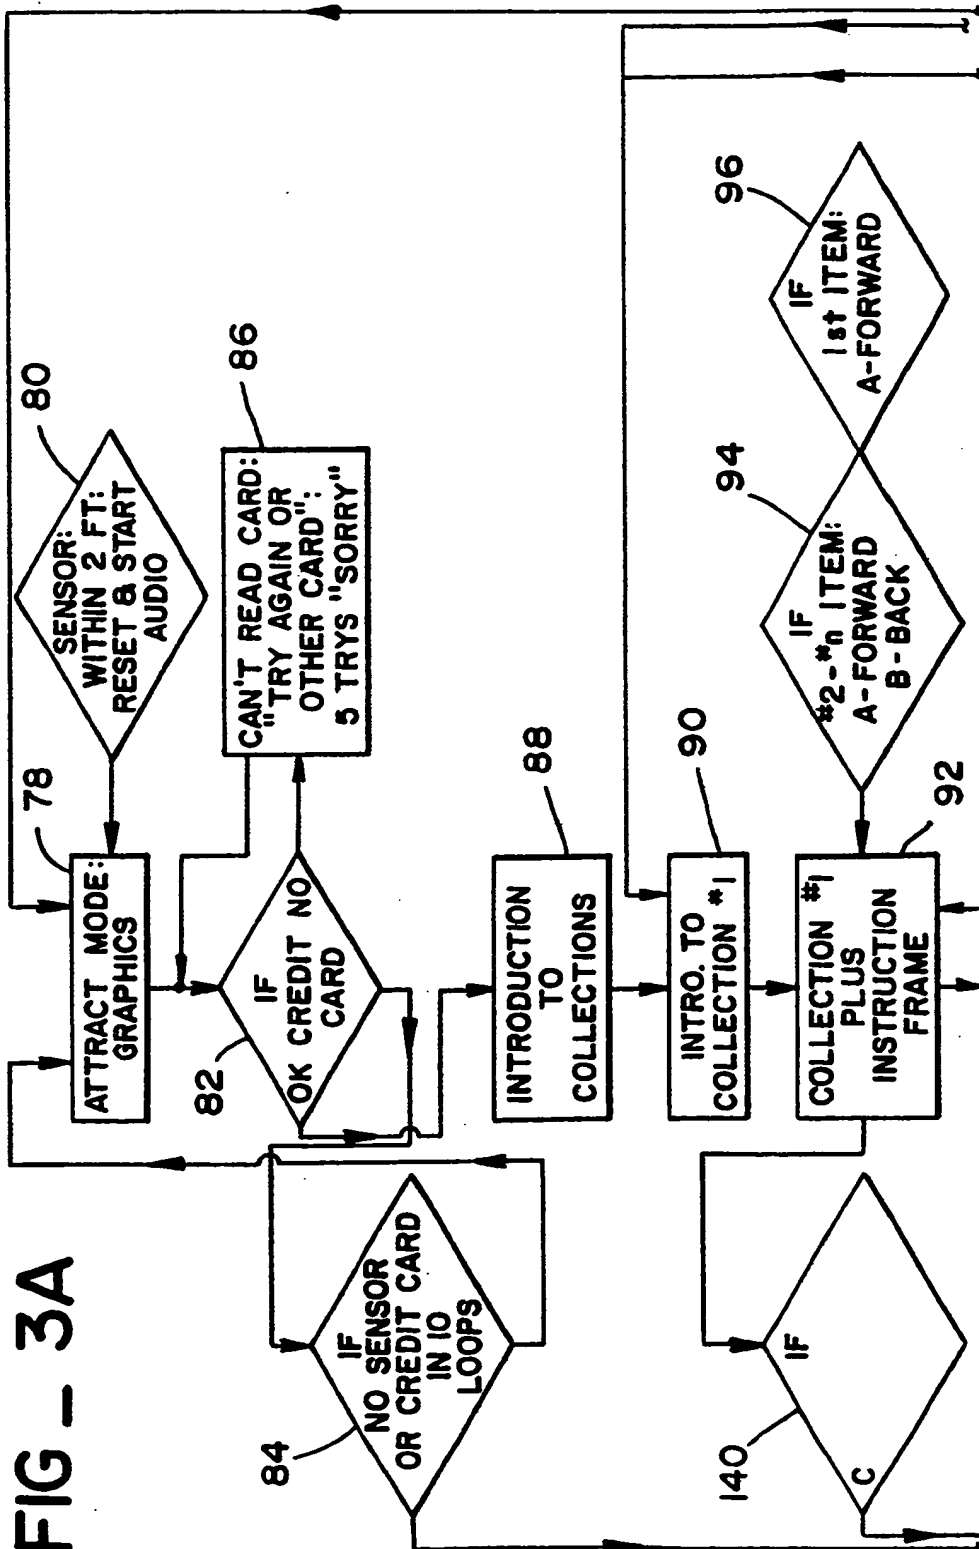 FIG_3A
80
SENSOR:
WITHIN 2 FT:
RESET & START
AUDIO
78
ATTRACT MODE:
GRAPHICS
86
CAN'T READ CARD:
"TRY AGAIN OR
OTHER CARD":
5 TRYS "SORRY"
82
IF
OK CREDIT NO
CARD
84
IF
NO SENSOR
OR CREDIT CARD
IN 10
LOOPS
88
INTRODUCTION
TO
COLLECTIONS
90
INTRO. TO
COLLECTION #1
96
IF
1st ITEM:
A-FORWARD
94
IF
#2-#n ITEM:
A-FORWARD
B-BACK
92
COLLECTION #1
PLUS
INSTRUCTION
FRAME
140
IF
C